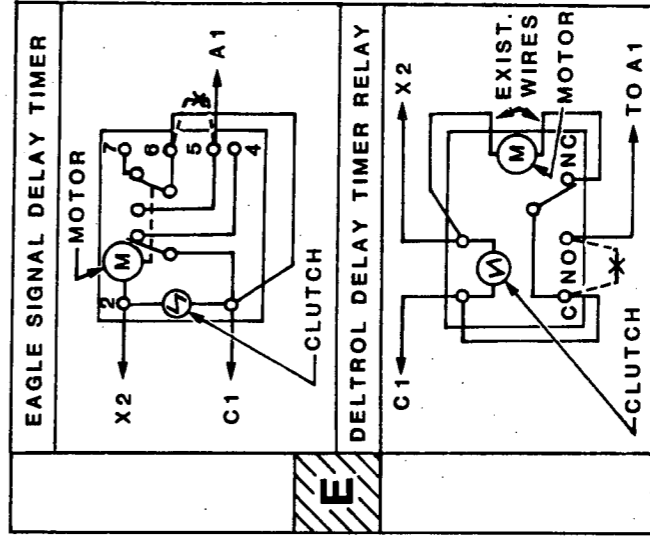 EAGLE SIGNAL DELAY TIMER
MOTOR
M
7
6
5
4
2
A1
X2
C1
CLUTCH
E
DELTROL DELAY TIMER RELAY
C1
X2
EXIST.
WIRES
MOTOR
M
C NO NC
TO A1
CLUTCH